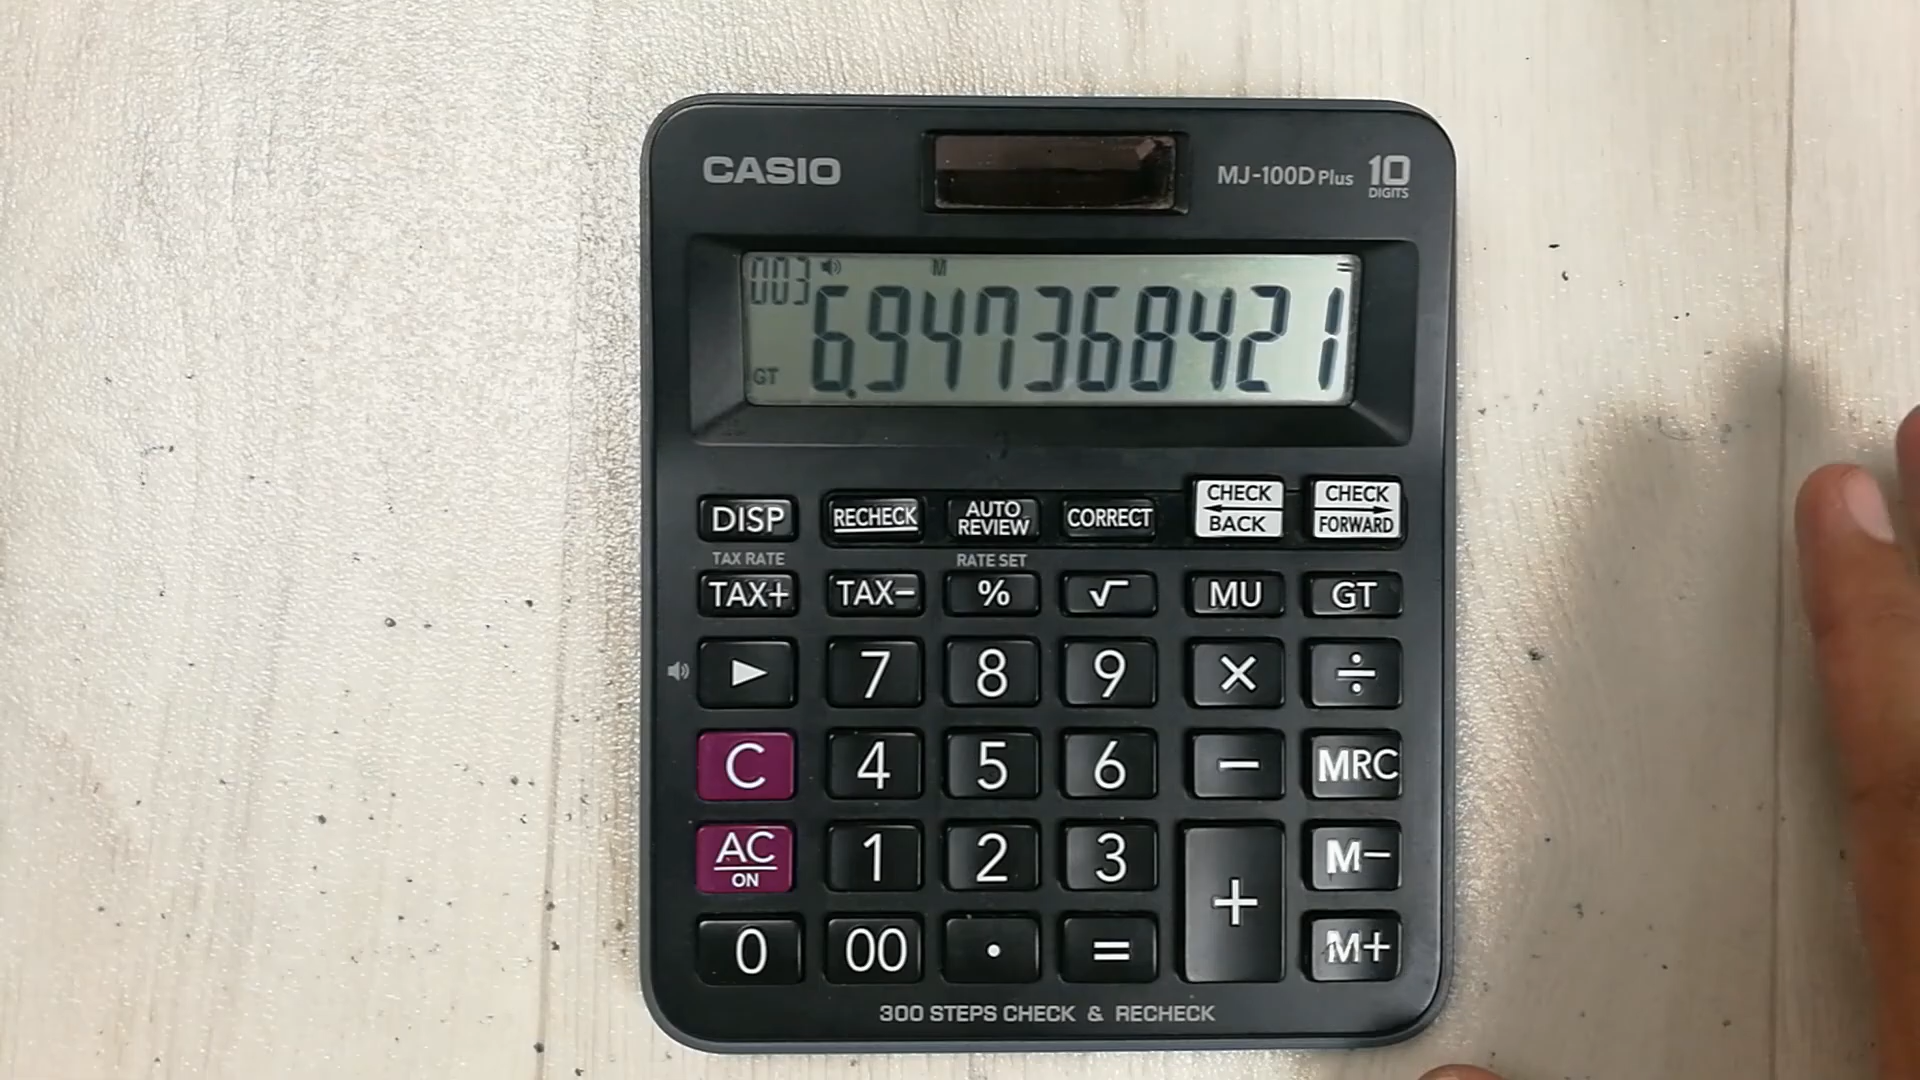 CASIO
MJ-100D Plus 10 DIGITS
003 M =
6.947368421
GT
DISP RECHECK AUTO REVIEW CORRECT CHECK BACK CHECK FORWARD
TAX RATE RATE SET
TAX+ TAX− % √ MU GT
▶ 7 8 9 × ÷
C 4 5 6 − MRC
AC ON 1 2 3 M−
0 00 · = + M+
300 STEPS CHECK & RECHECK